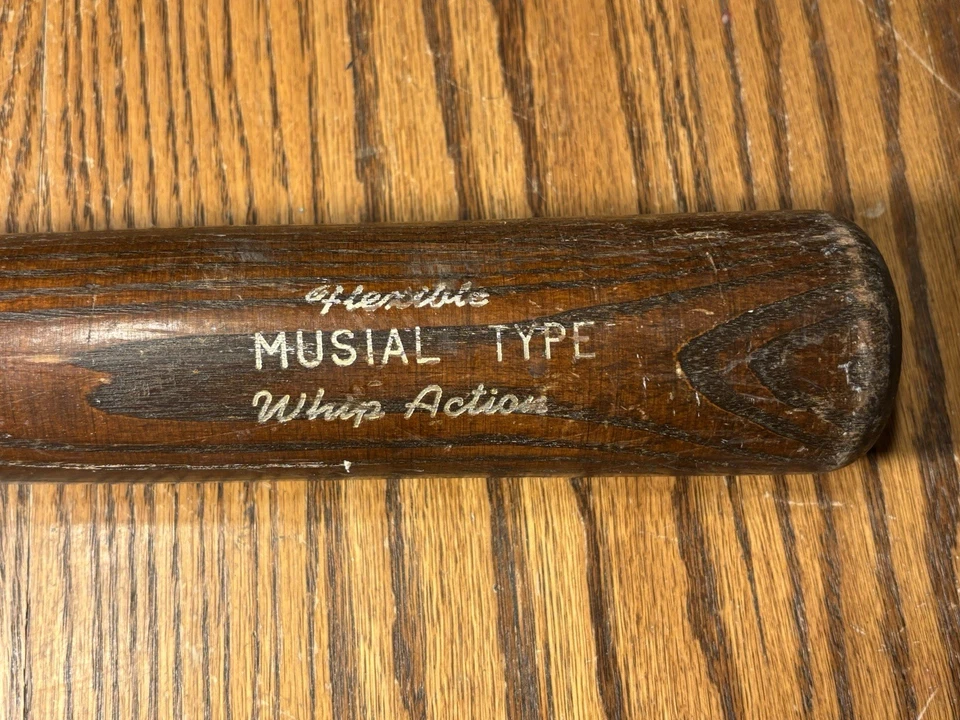 Flexible
MUSIAL TYPE
Whip Action